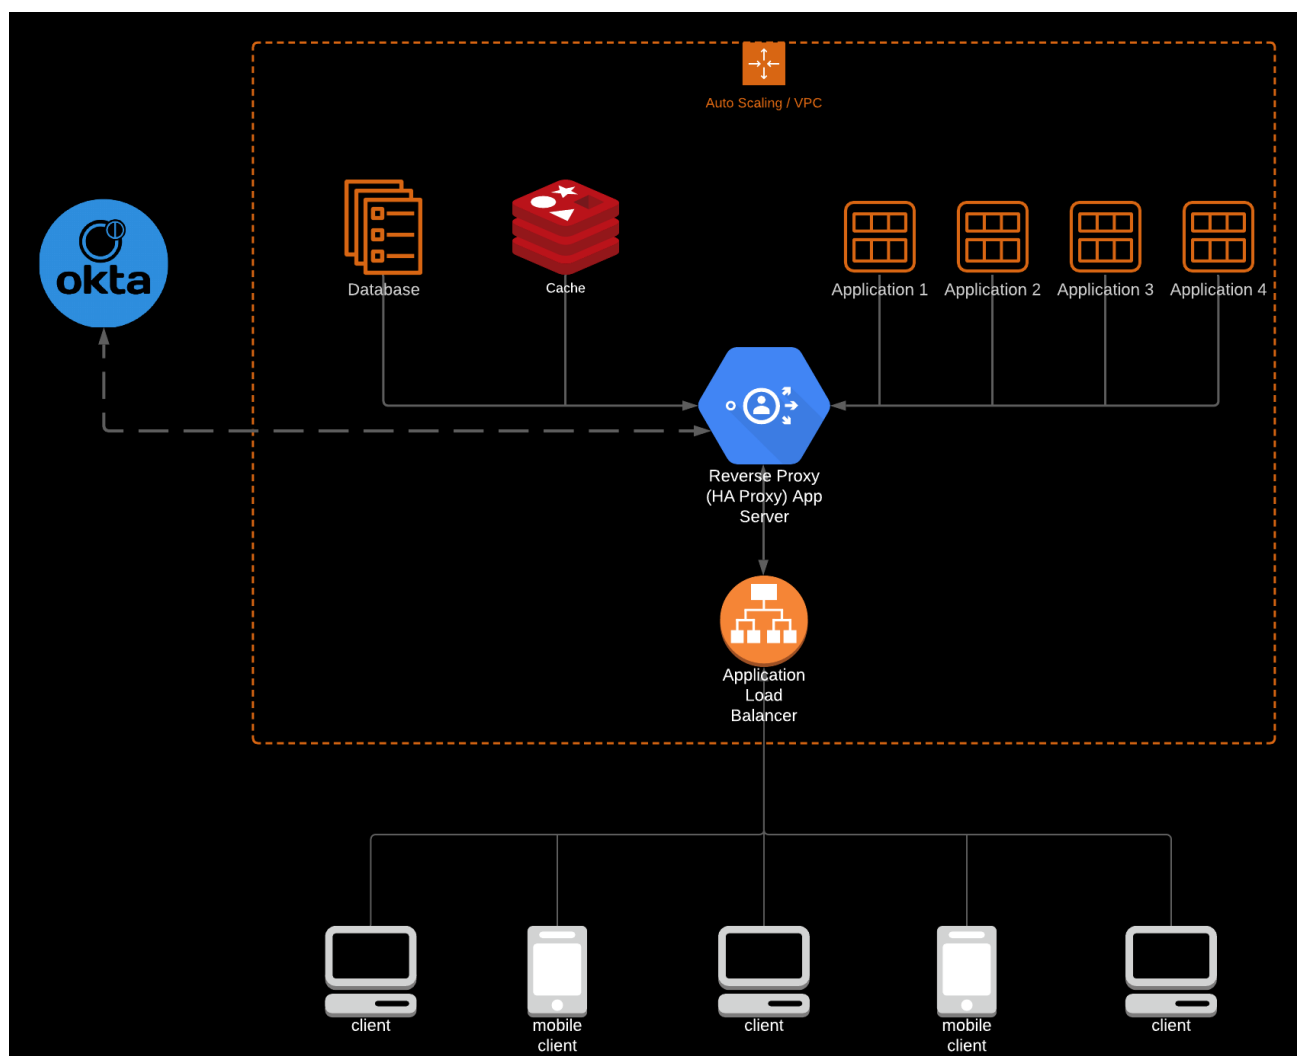 Auto Scaling / VPC
okta
Database
Cache
Application 1
Application 2
Application 3
Application 4
Reverse Proxy
(HA Proxy) App
Server
Application
Load
Balancer
client
mobile
client
client
mobile
client
client